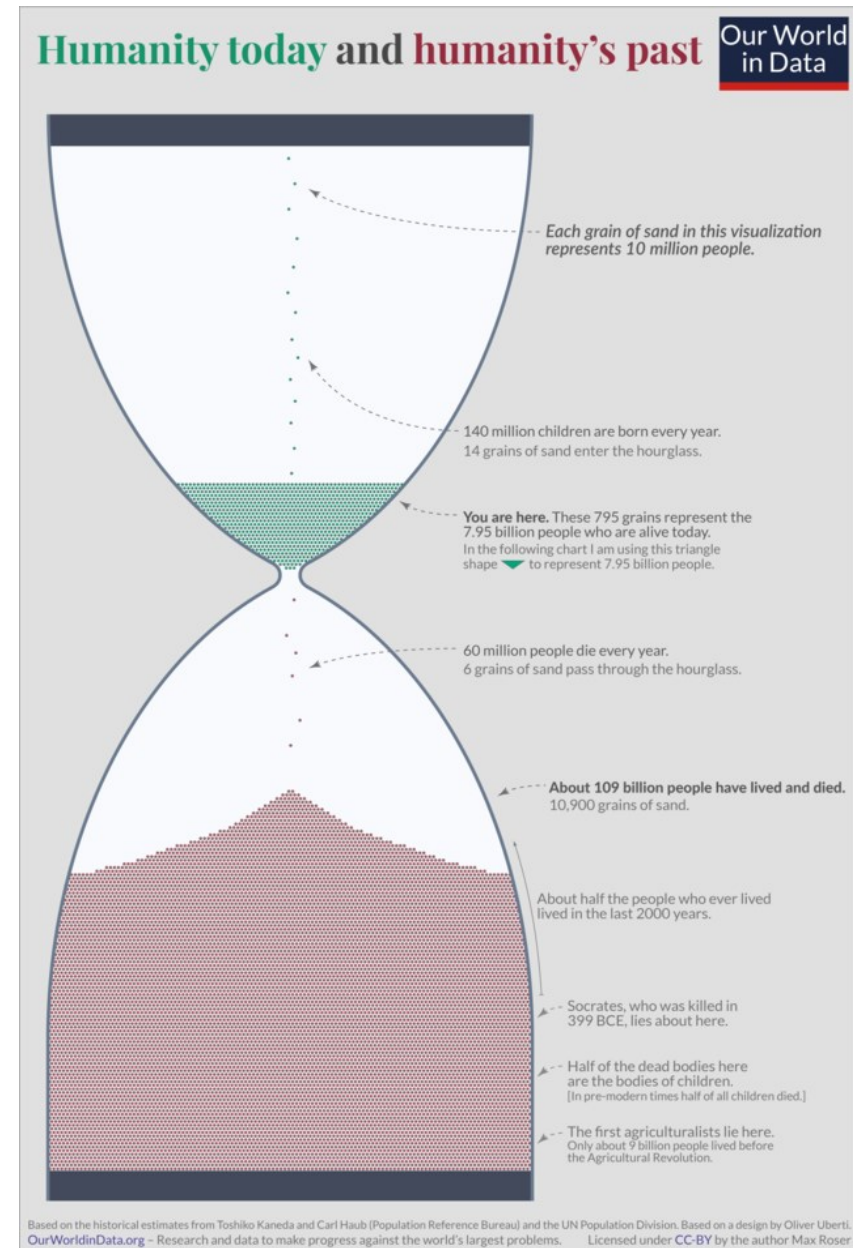 Humanity today and humanity's past
Our World
in Data
Each grain of sand in this visualization
represents 10 million people.
140 million children are born every year.
14 grains of sand enter the hourglass.
You are here. These 795 grains represent the
7.95 billion people who are alive today.
In the following chart I am using this triangle
shape to represent 7.95 billion people.
60 million people die every year.
6 grains of sand pass through the hourglass.
About 109 billion people have lived and died.
10,900 grains of sand.
About half the people who ever lived
lived in the last 2000 years.
Socrates, who was killed in
399 BCE, lies about here.
Half of the dead bodies here
are the bodies of children.
[In pre-modern times half of all children died.]
The first agriculturalists lie here.
Only about 9 billion people lived before
the Agricultural Revolution.
Based on the historical estimates from Toshiko Kaneda and Carl Haub (Population Reference Bureau) and the UN Population Division. Based on a design by Oliver Uberti.
OurWorldinData.org – Research and data to make progress against the world's largest problems. Licensed under CC-BY by the author Max Roser